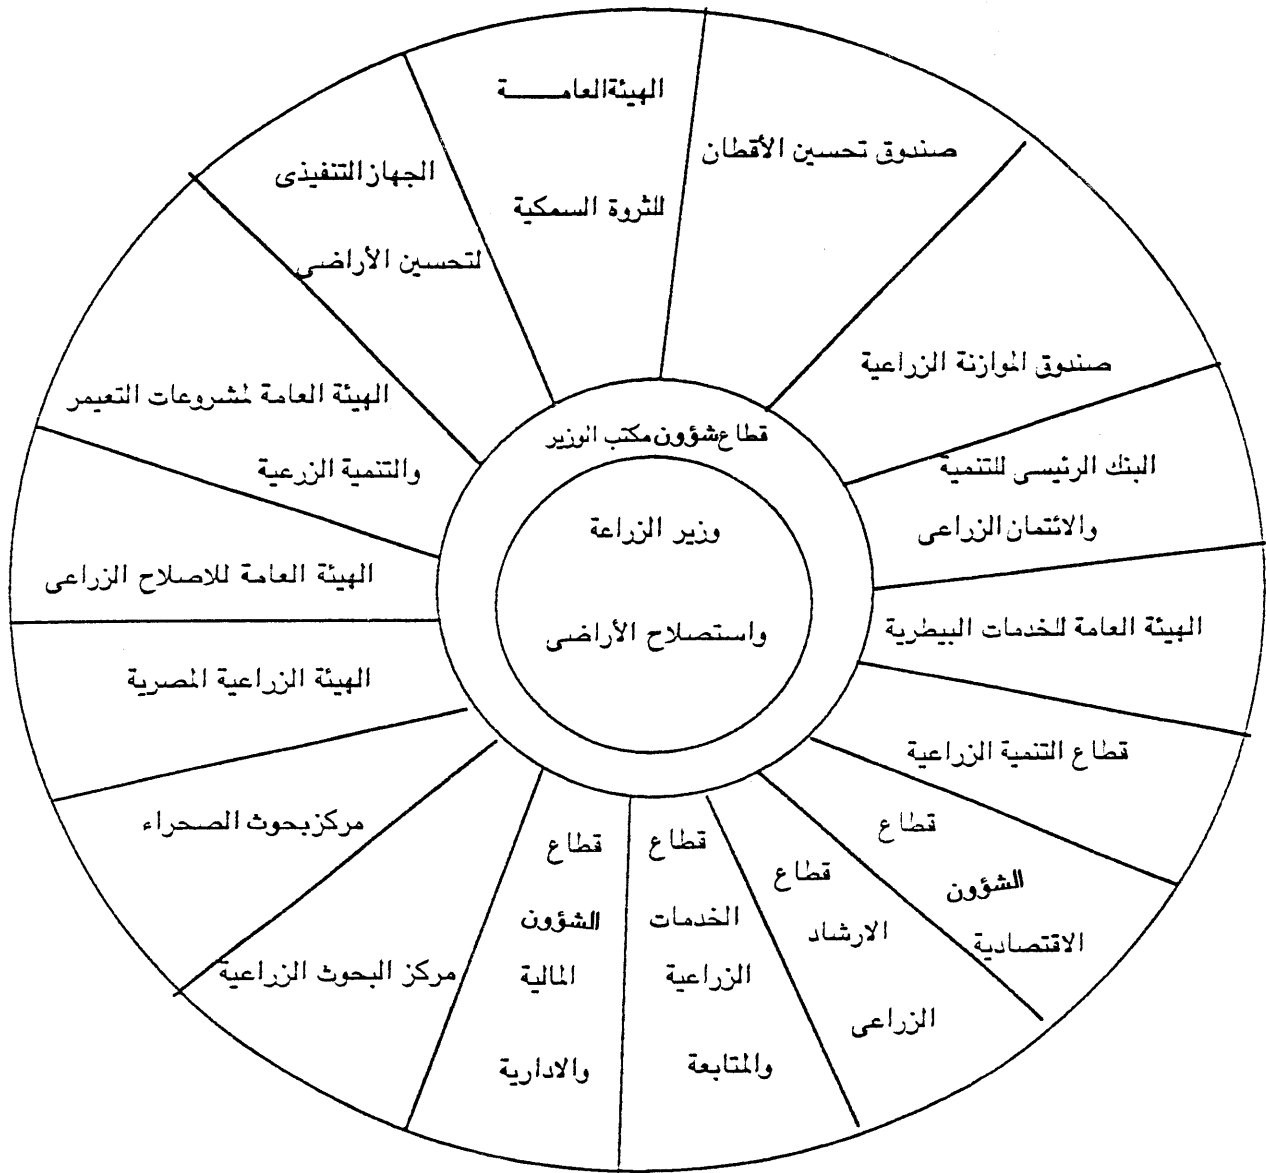 الهيئة العامـــــة
للثروة السمكية
صندوق تحسين الأقطان
صندوق الموازنة الزراعية
البنك الرئيسى للتنمية
والائتمان الزراعى
الهيئة العامة للخدمات البيطرية
قطاع التنمية الزراعية
قطاع
الشؤون
الاقتصادية
قطاع
الارشاد
الزراعى
قطاع
الخدمات
الزراعية
والمتابعة
قطاع
الشؤون
المالية
والادارية
مركز البحوث الزراعية
مركز بحوث الصحراء
الهيئة الزراعية المصرية
الهيئة العامة للاصلاح الزراعى
الهيئة العامة لمشروعات التعيمر
والتنمية الزرعية
الجهاز التنفيذى
لتحسين الأراضى
قطاع شؤون مكتب الوزير
وزير الزراعة
واستصلاح الأراضى